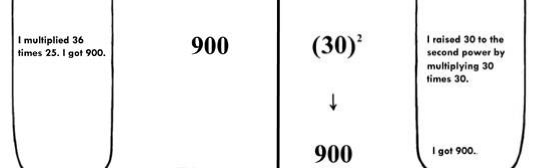 I multiplied 36
times 25. I got 900.
900
(30)²
↓
900
I raised 30 to the
second power by
multiplying 30
times 30.
I got 900.